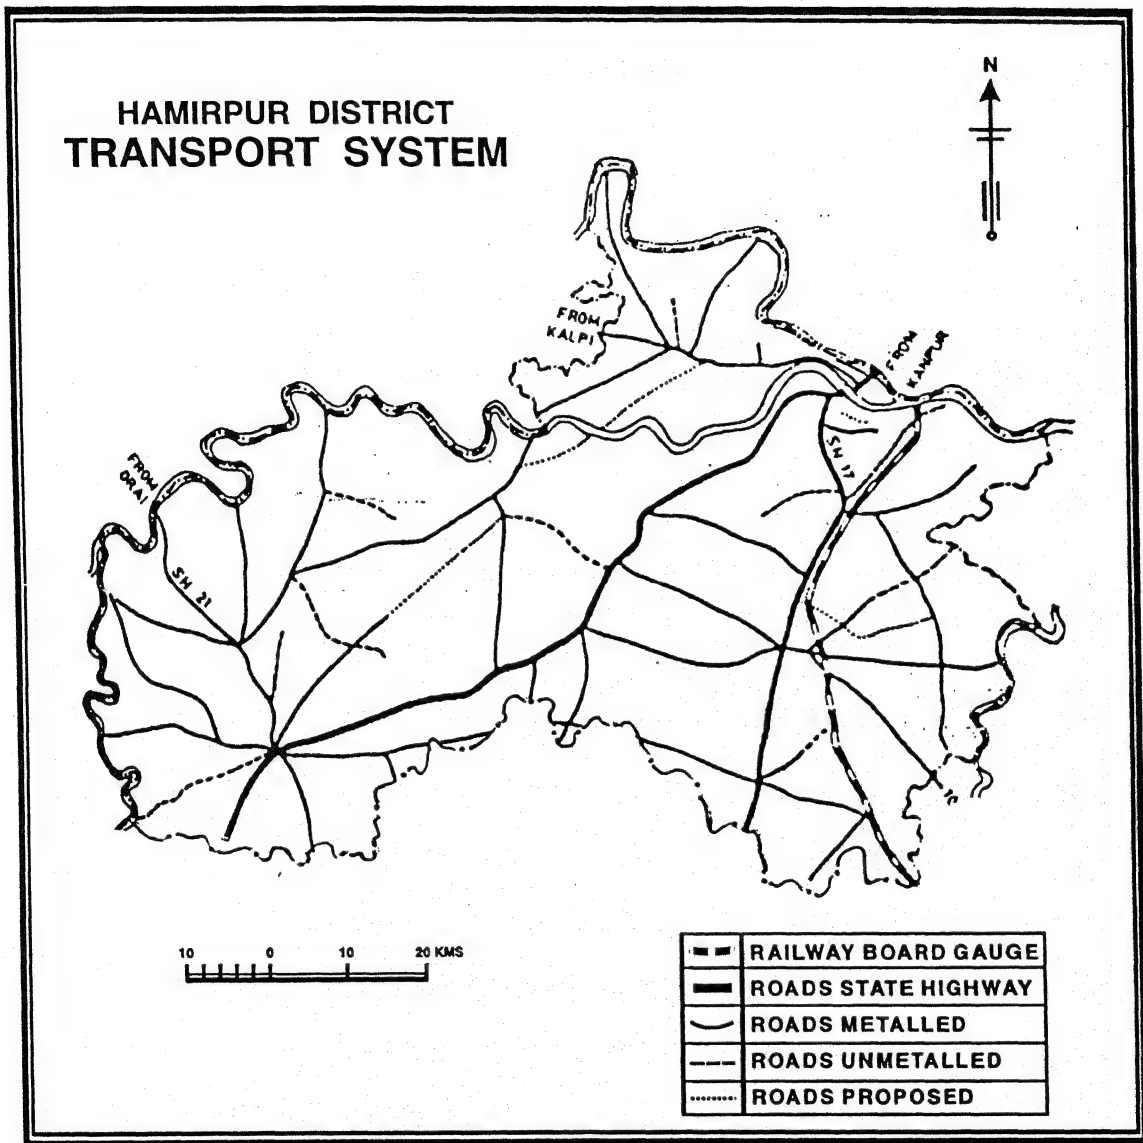 HAMIRPUR DISTRICT
TRANSPORT SYSTEM
N
FROM
KALPI
FROM
KANPUR
FROM
ORAI
SH 17
SH 21
10 0 10 20 KMS
RAILWAY BOARD GAUGE
ROADS STATE HIGHWAY
ROADS METALLED
ROADS UNMETALLED
ROADS PROPOSED